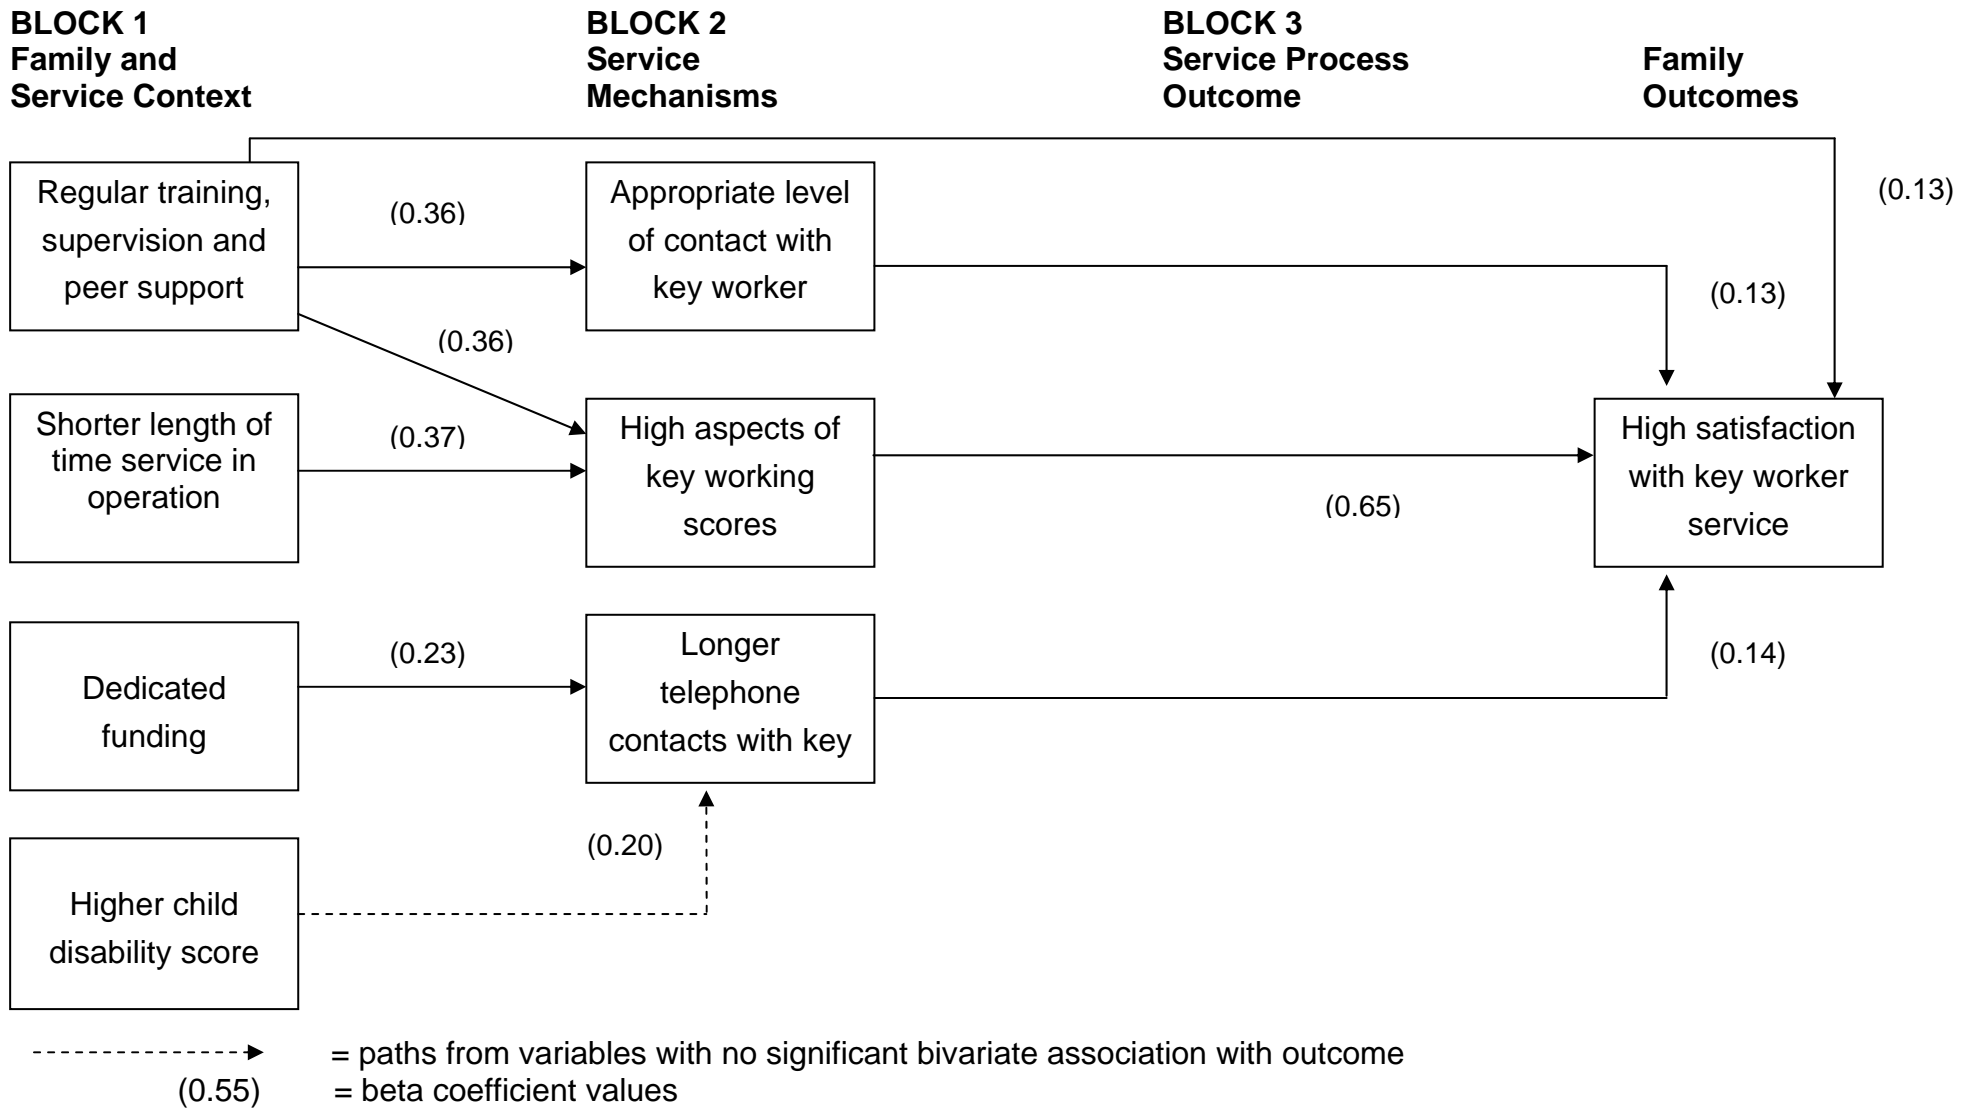 BLOCK 1
Family and
Service Context
BLOCK 2
Service
Mechanisms
BLOCK 3
Service Process
Outcome
Family
Outcomes
Regular training,
supervision and
peer support
(0.36)
Appropriate level
of contact with
key worker
(0.13)
(0.13)
(0.36)
Shorter length of
time service in
operation
(0.37)
High aspects of
key working
scores
(0.65)
High satisfaction
with key worker
service
Dedicated
funding
(0.23)
Longer
telephone
contacts with key
(0.14)
(0.20)
Higher child
disability score
= paths from variables with no significant bivariate association with outcome
(0.55) = beta coefficient values